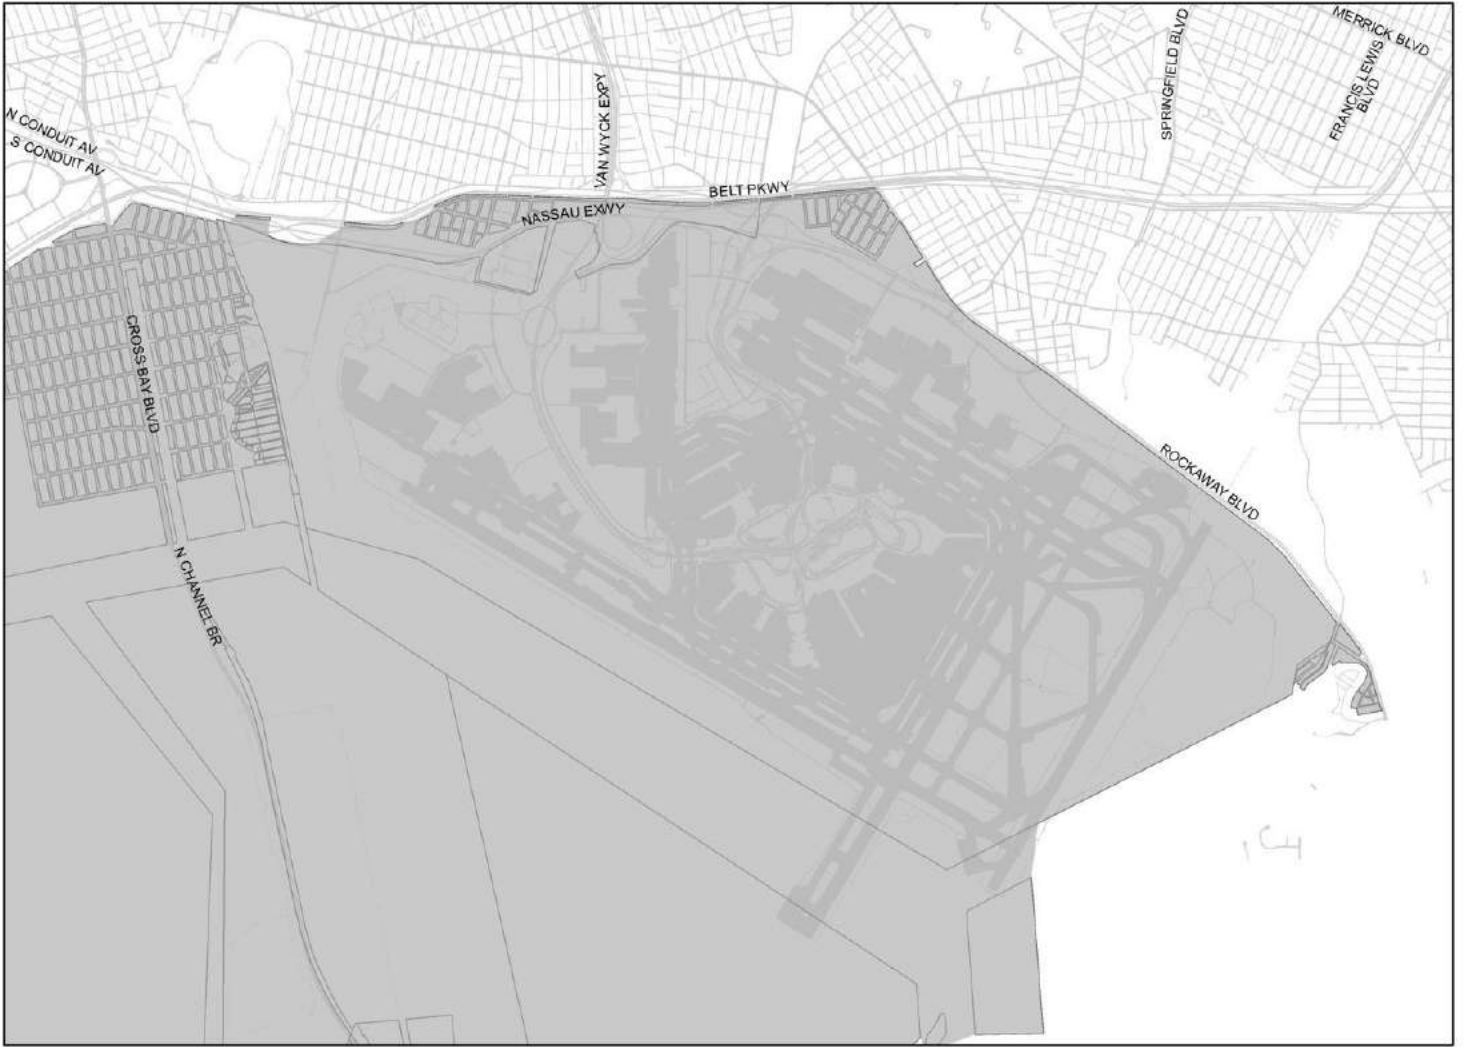 MERRICK BLVD
SPRINGFIELD BLVD
FRANCIS LEWIS
BLVD
VAN WYCK EXPY
N CONDUIT AV
S CONDUIT AV
BELT PKWY
NASSAU EXWY
CROSS BAY BLVD
ROCKAWAY BLVD
N CHANNEL BR